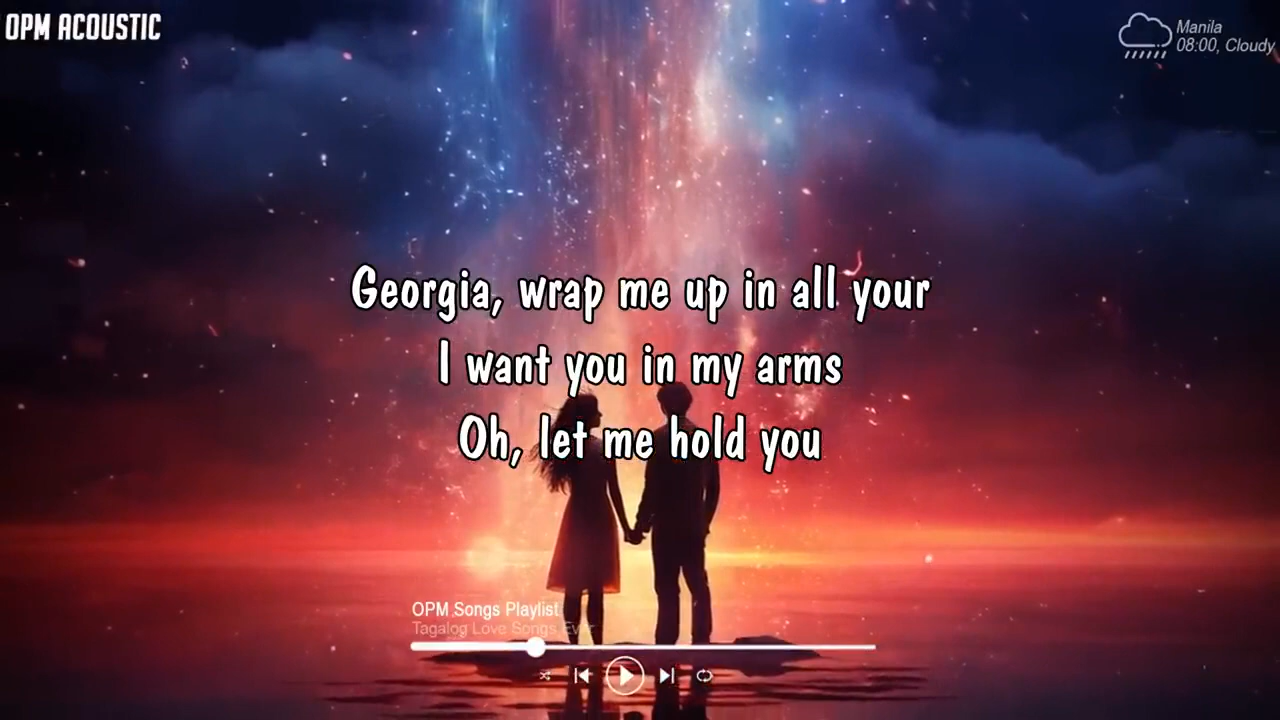 OPM ACOUSTIC
Manila
08:00, Cloudy
Georgia, wrap me up in all your
I want you in my arms
Oh, let me hold you
OPM Songs Playlist
Tagalog Love Songs Ever